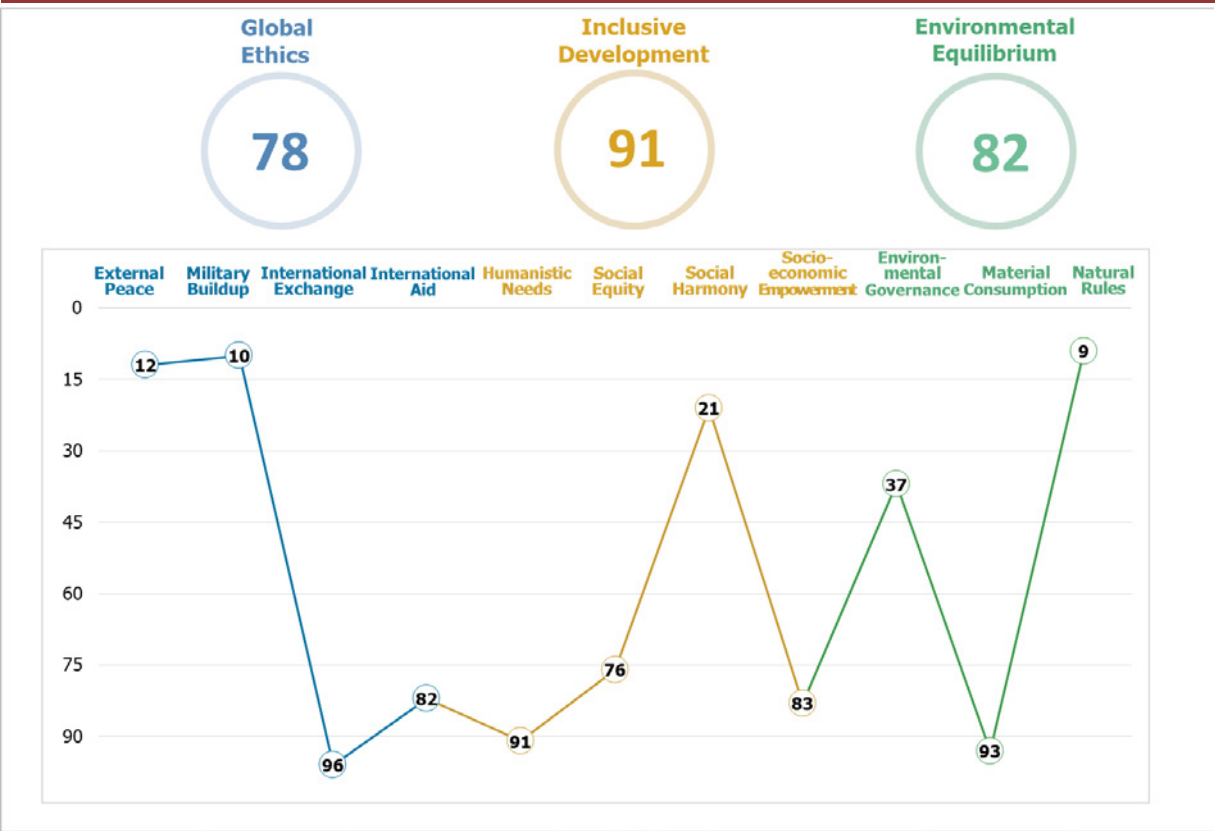 Global
Ethics
Inclusive
Development
Environmental
Equilibrium
78
91
82
External
Peace
Military
Buildup
International
Exchange
International
Aid
Humanistic
Needs
Social
Equity
Social
Harmony
Socio-
economic
Empowerment
Environ-
mental
Governance
Material
Consumption
Natural
Rules
0
15
30
45
60
75
90
12
10
96
82
91
76
21
83
37
93
9